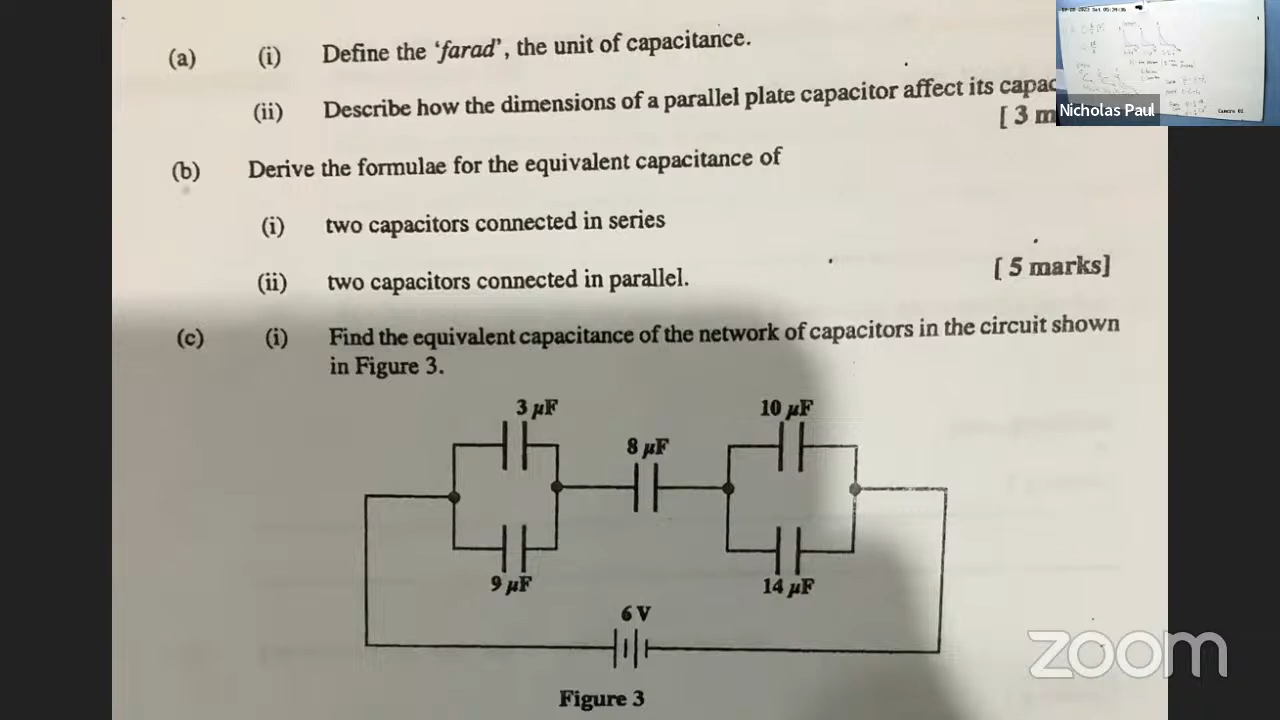 (a) (i) Define the ‘farad’, the unit of capacitance.
(ii) Describe how the dimensions of a parallel plate capacitor affect its capac
[ 3 m
(b) Derive the formulae for the equivalent capacitance of
(i) two capacitors connected in series
(ii) two capacitors connected in parallel.
[ 5 marks]
(c) (i) Find the equivalent capacitance of the network of capacitors in the circuit shown
in Figure 3.
3 µF
10 µF
8 µF
9 µF
14 µF
6 V
Figure 3
Nicholas Paul
Camera 01
zoom